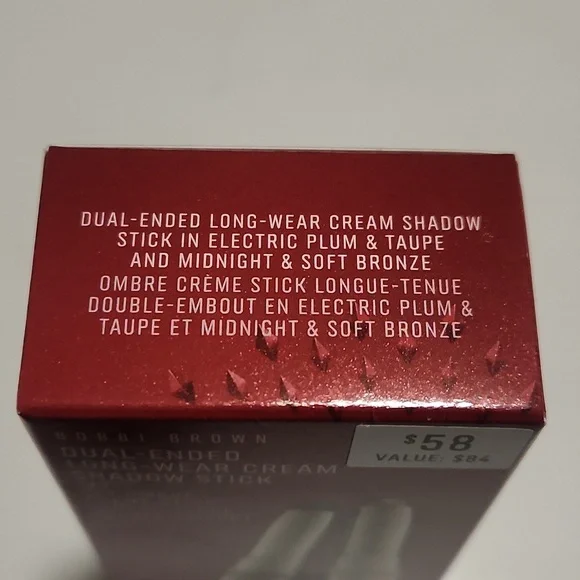 DUAL-ENDED LONG-WEAR CREAM SHADOW
STICK IN ELECTRIC PLUM & TAUPE
AND MIDNIGHT & SOFT BRONZE
OMBRE CRÈME STICK LONGUE-TENUE
DOUBLE-EMBOUT EN ELECTRIC PLUM &
TAUPE ET MIDNIGHT & SOFT BRONZE
BOBBI BROWN
DUAL-ENDED
LONG-WEAR CREAM
SHADOW STICK
$58
VALUE: $84